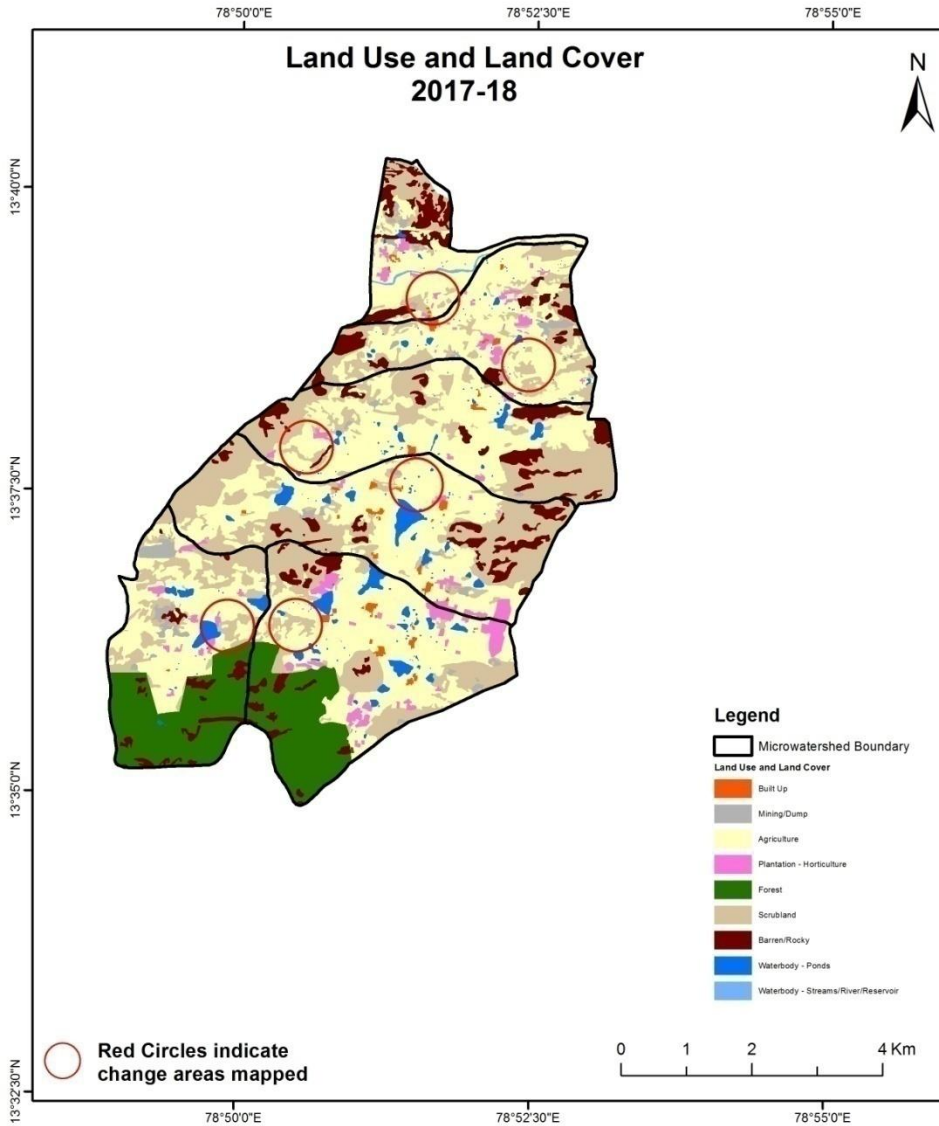 78°50'0"E 78°52'30"E 78°55'0"E
Land Use and Land Cover
2017-18
N
13°40'0"N
13°37'30"N
13°35'0"N
13°32'30"N
Legend
Microwatershed Boundary
Land Use and Land Cover
Built Up
Mining/Dump
Agriculture
Plantation - Horticulture
Forest
Scrubland
Barren/Rocky
Waterbody - Ponds
Waterbody - Streams/River/Reservoir
Red Circles indicate
change areas mapped
0 1 2 4 Km
78°50'0"E 78°52'30"E 78°55'0"E